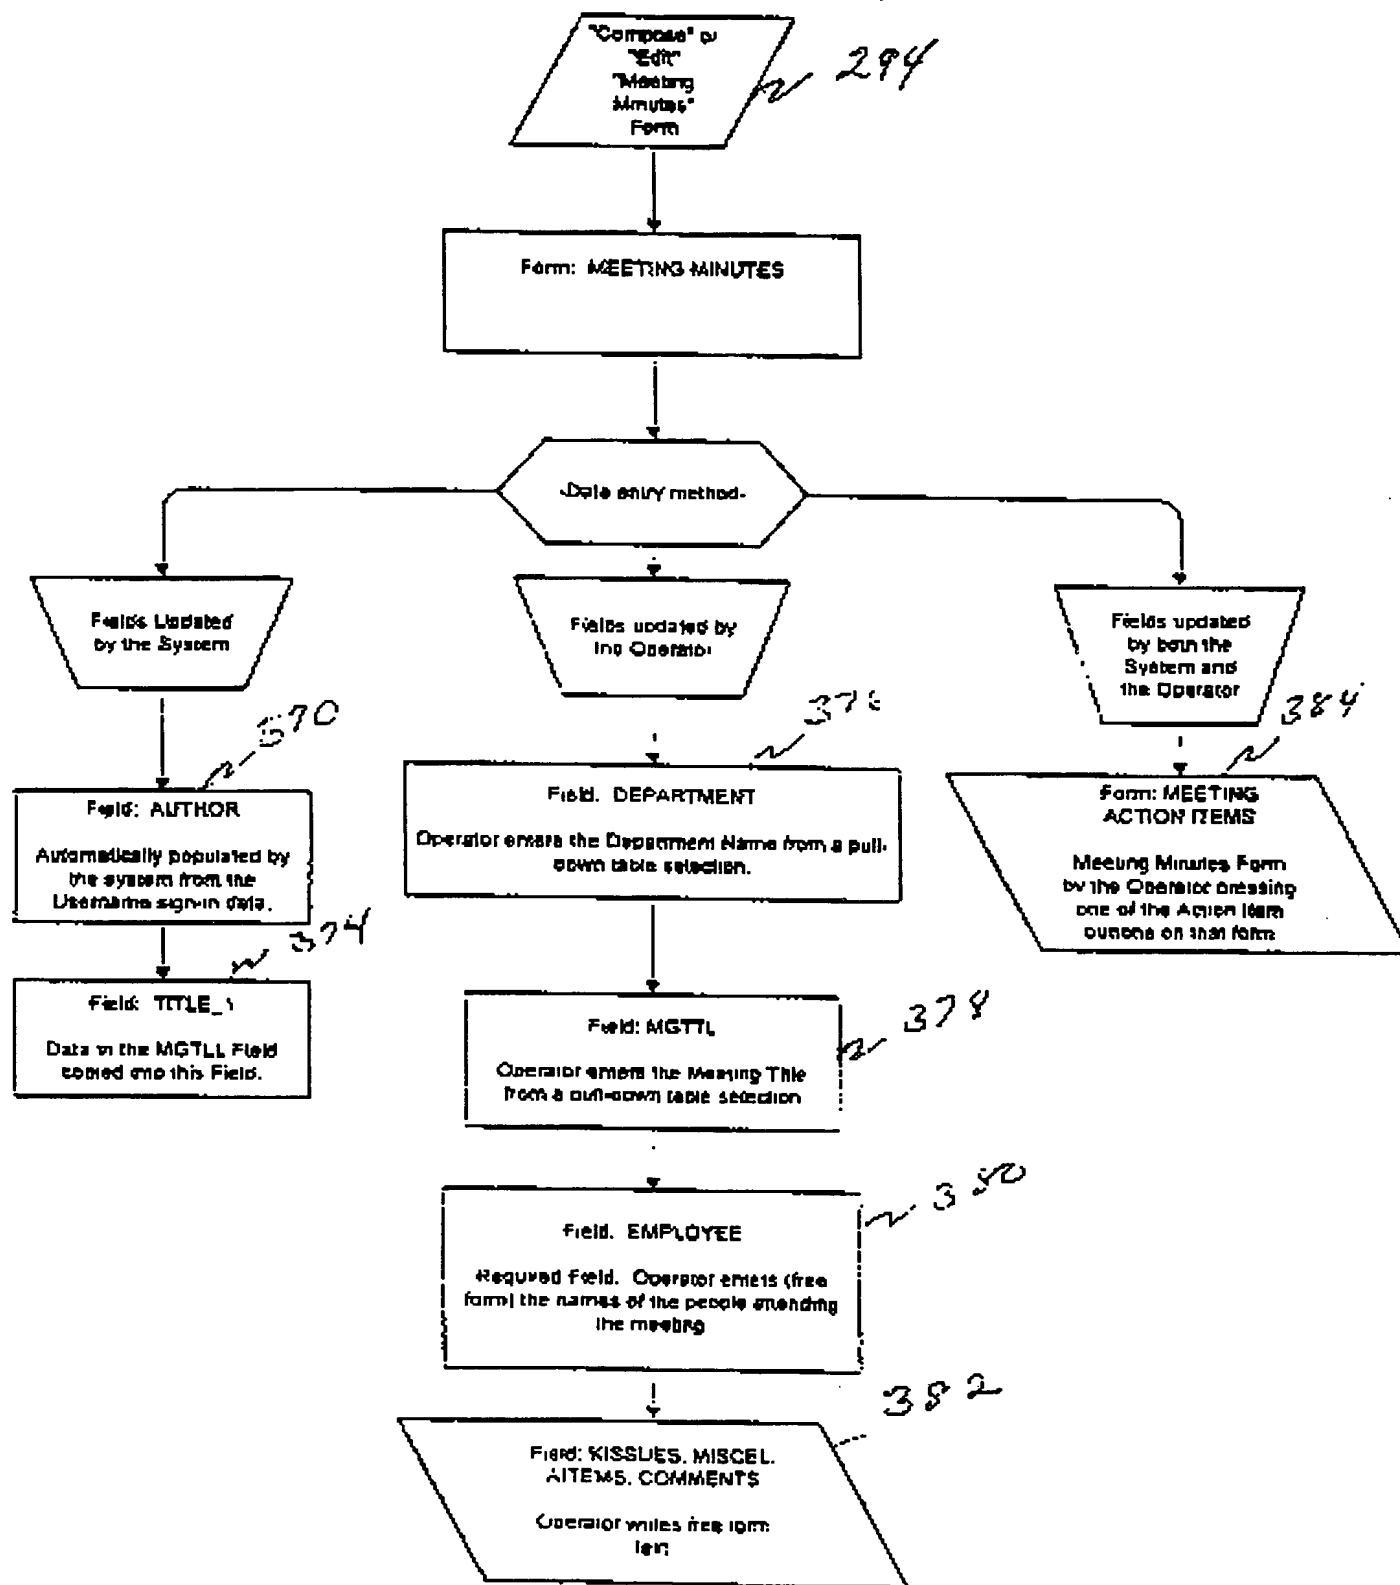 "Compose" or
"Edit"
"Meeting
Minutes"
Form
294
Form: MEETING MINUTES
Data entry method
Fields Updated
by the System
Fields updated by
the Operator
Fields updated
by both the
System and
the Operator
370
376
384
Field: AUTHOR
Automatically populated by
the system from the
Username sign-in data.
Field. DEPARTMENT
Operator enters the Department Name from a pull-
down table selection.
Form: MEETING
ACTION ITEMS
Meeting Minutes Form
by the Operator pressing
one of the Action Item
buttons on that form
374
Field: TITLE_1
Data in the MGTLL Field
copied into this Field.
378
Field: MGTTL
Operator enters the Meeting Title
from a pull-down table selection
380
Field. EMPLOYEE
Required Field. Operator enters (free
form) the names of the people attending
the meeting
382
Field: KISSUES, MISCEL,
AITEMS, COMMENTS
Operator writes free form
text